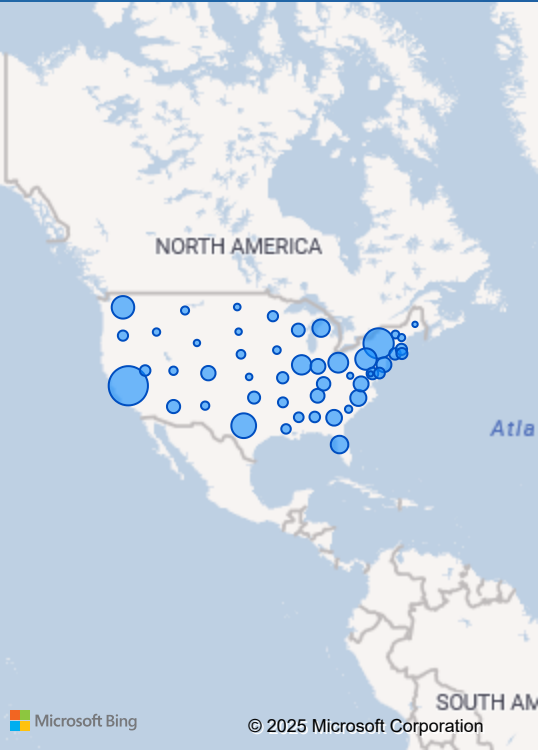 NORTH AMERICA
Atla
SOUTH AM
Microsoft Bing
© 2025 Microsoft Corporation